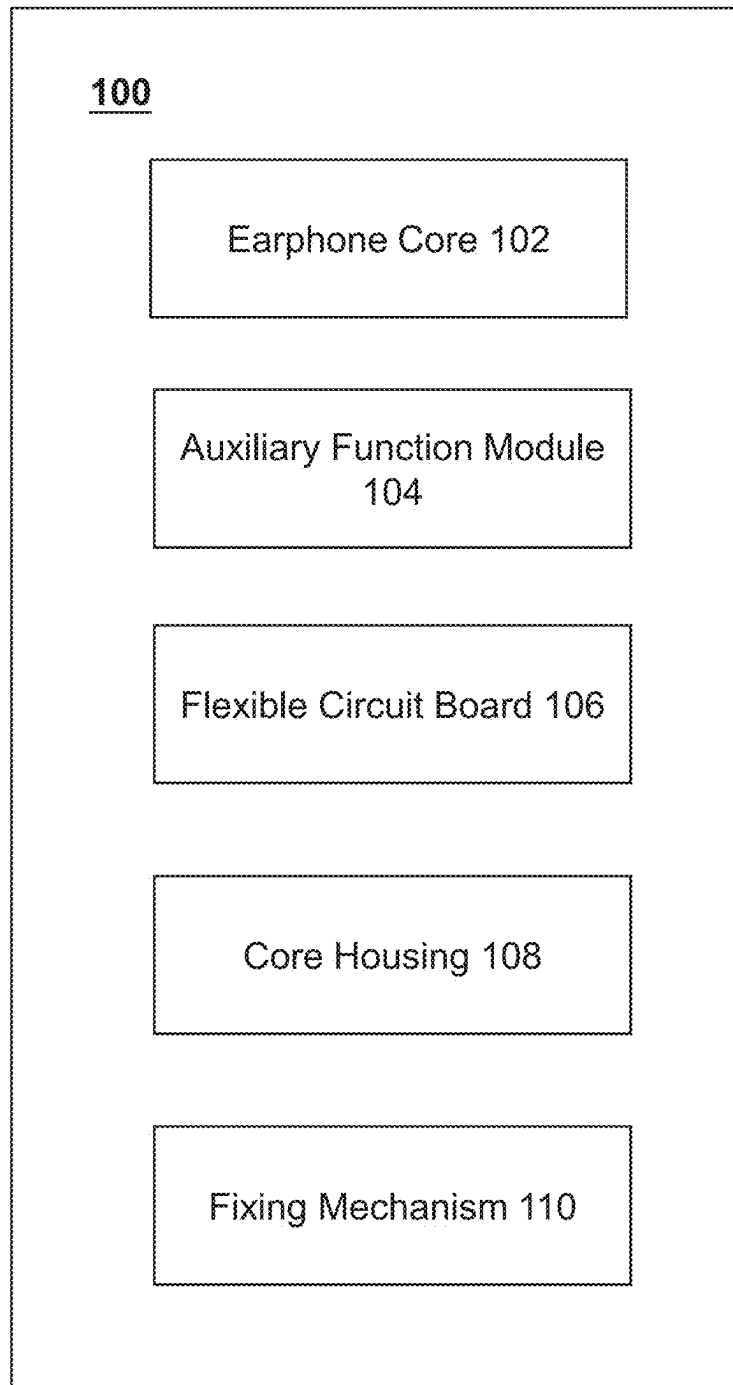 100
Earphone Core 102
Auxiliary Function Module
104
Flexible Circuit Board 106
Core Housing 108
Fixing Mechanism 110